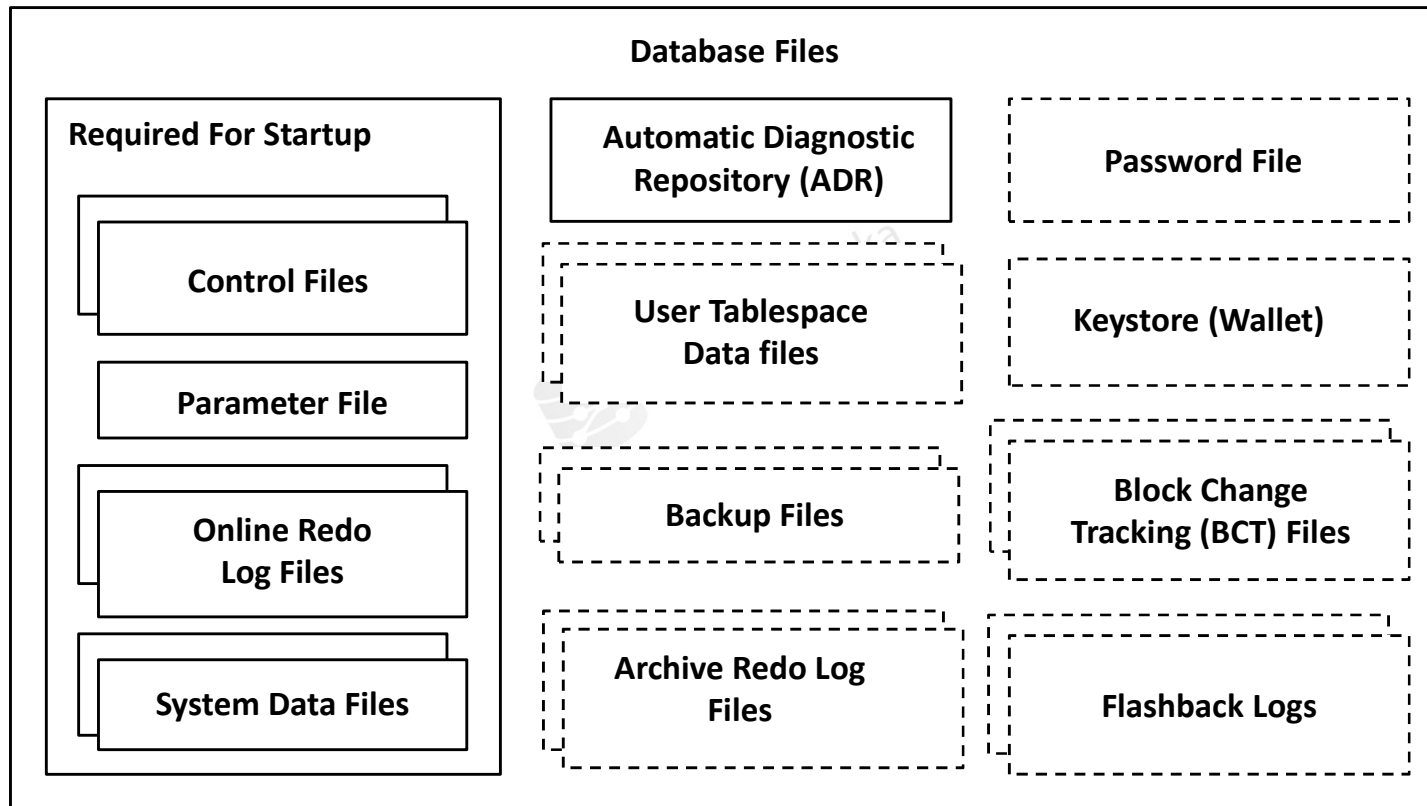 Database Files
Required For Startup
Control Files
Parameter File
Online Redo
Log Files
System Data Files
Automatic Diagnostic
Repository (ADR)
User Tablespace
Data files
Backup Files
Archive Redo Log
Files
Password File
Keystore (Wallet)
Block Change
Tracking (BCT) Files
Flashback Logs